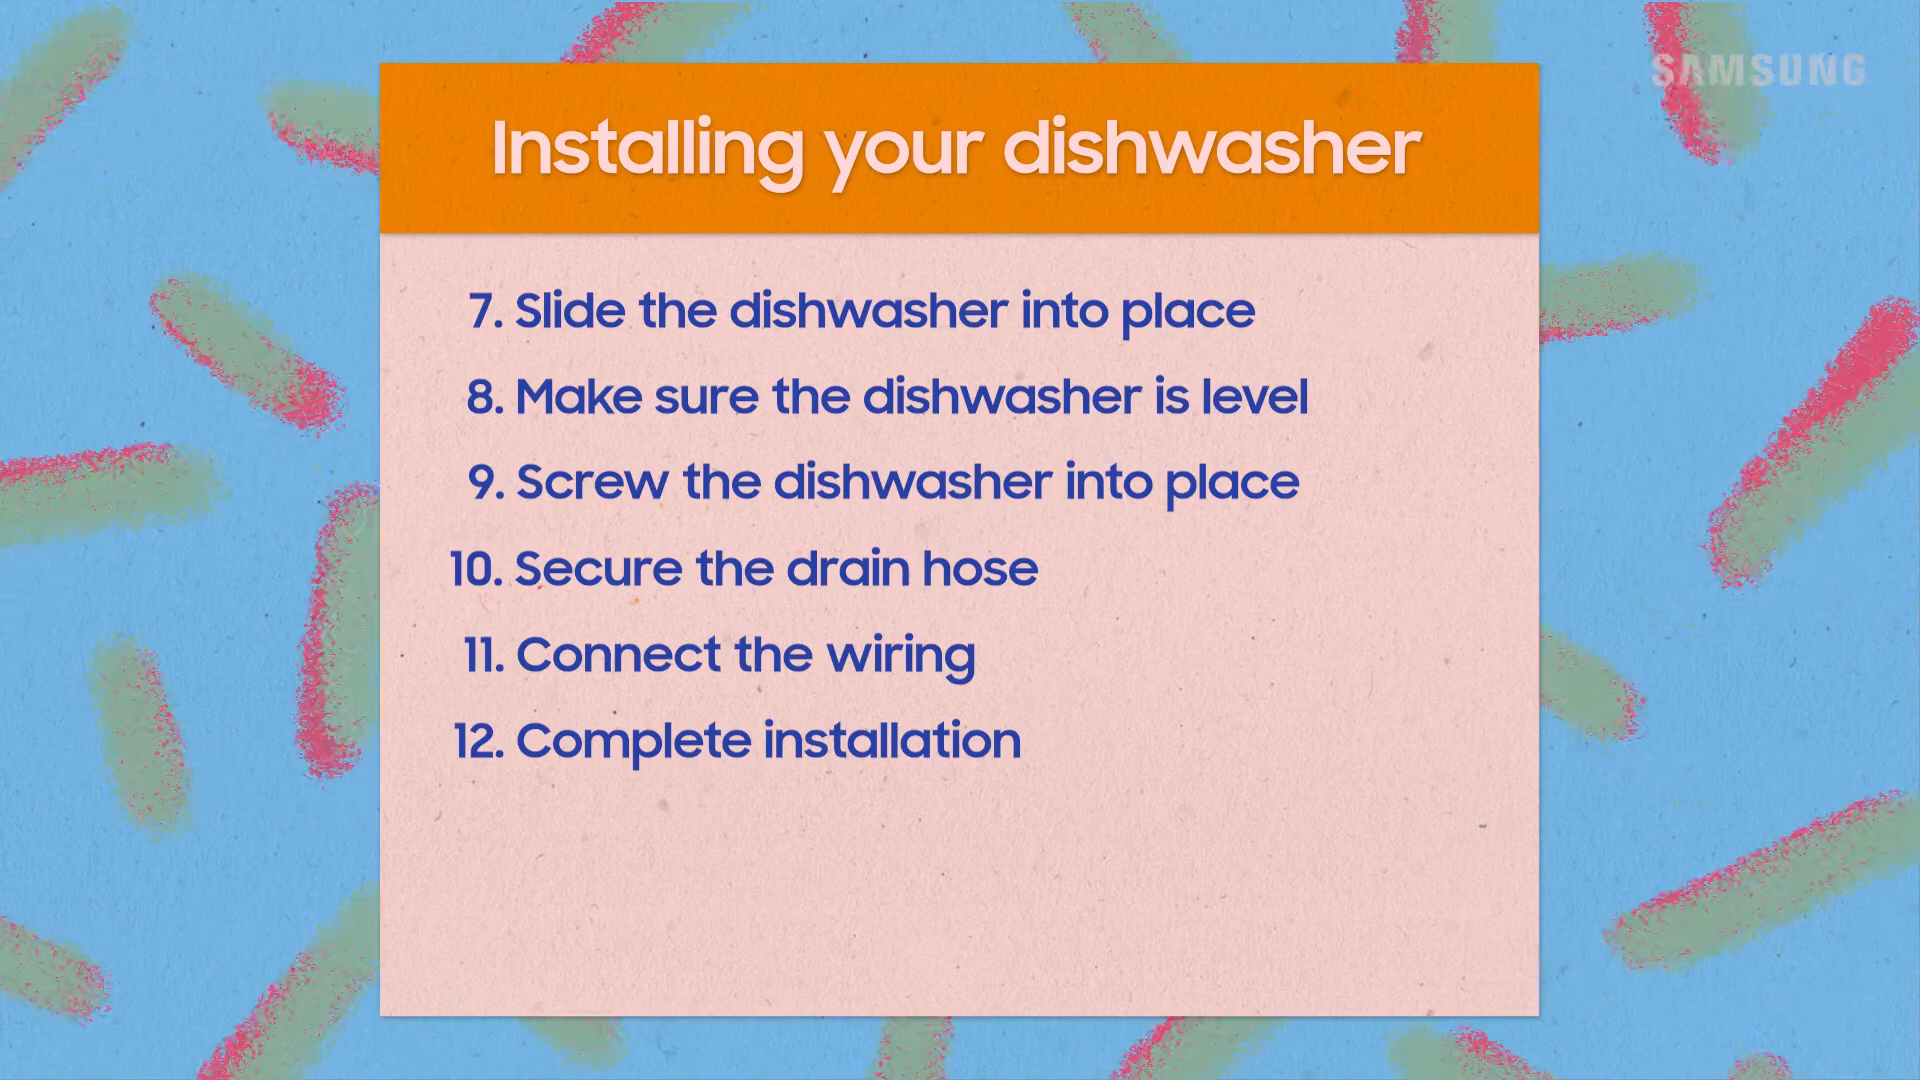 SAMSUNG
Installing your dishwasher
7. Slide the dishwasher into place
8. Make sure the dishwasher is level
9. Screw the dishwasher into place
10. Secure the drain hose
11. Connect the wiring
12. Complete installation